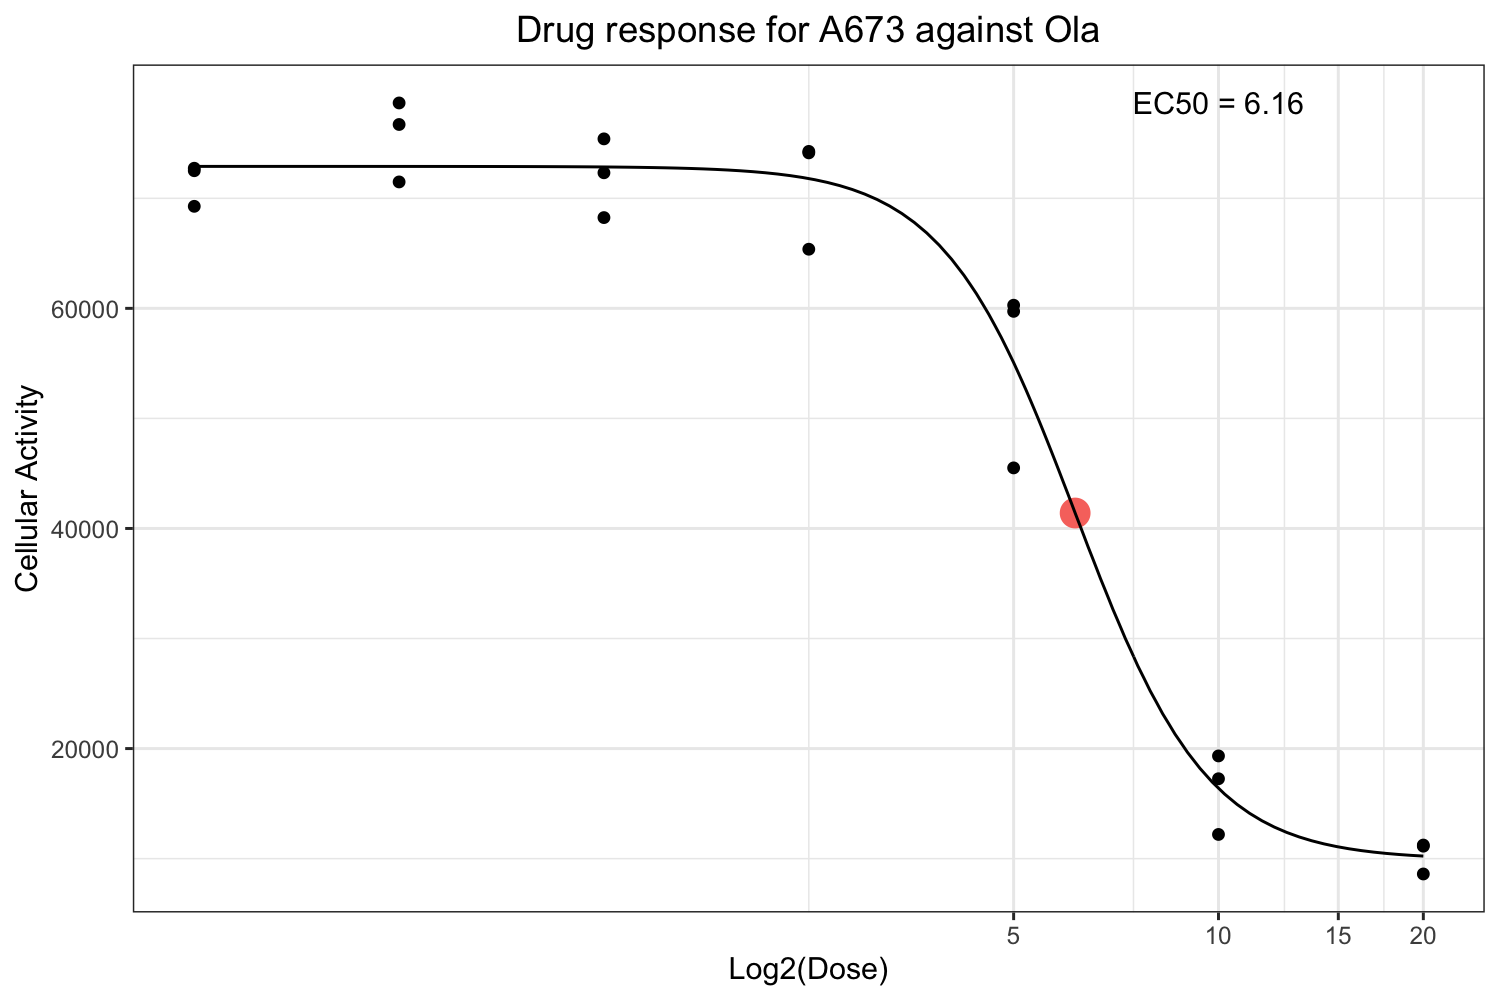 Drug response for A673 against Ola
EC50 = 6.16
60000
40000
20000
Cellular Activity
5 10 15 20
Log2(Dose)